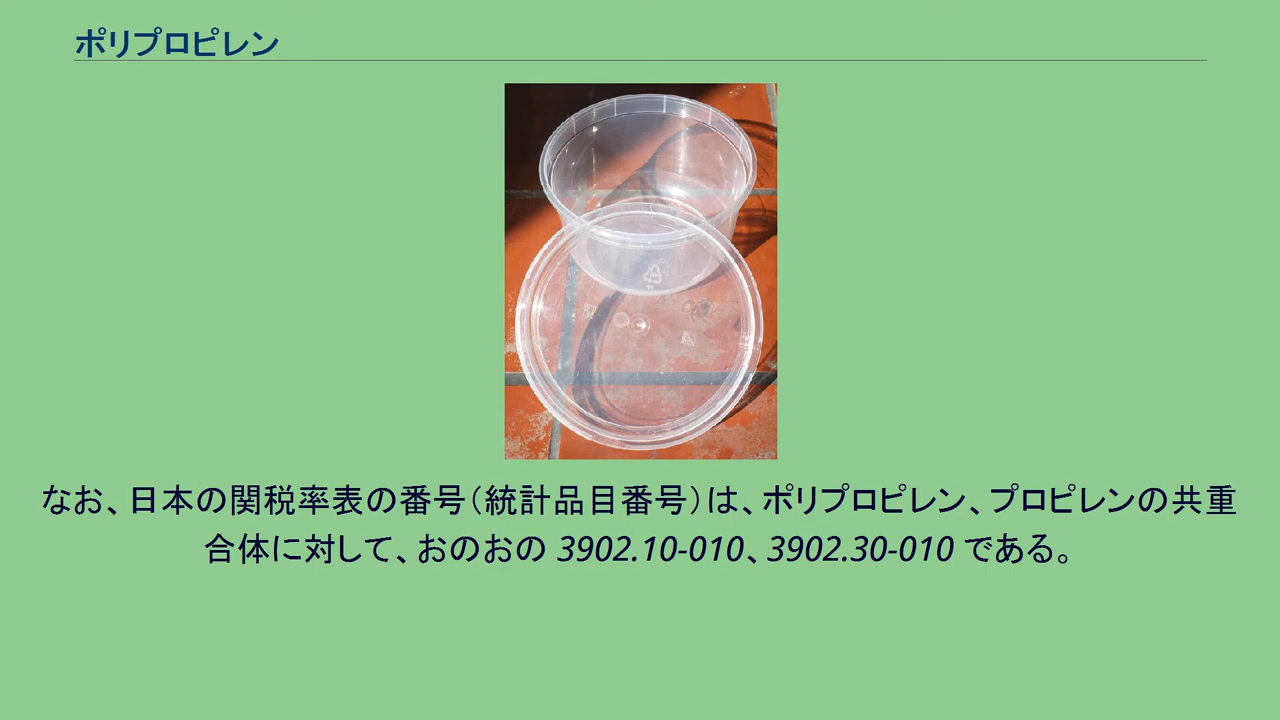 ポリプロピレン
なお、日本の関税率表の番号（統計品目番号）は、ポリプロピレン、プロピレンの共重
合体に対して、おのおの 3902.10-010、3902.30-010 である。